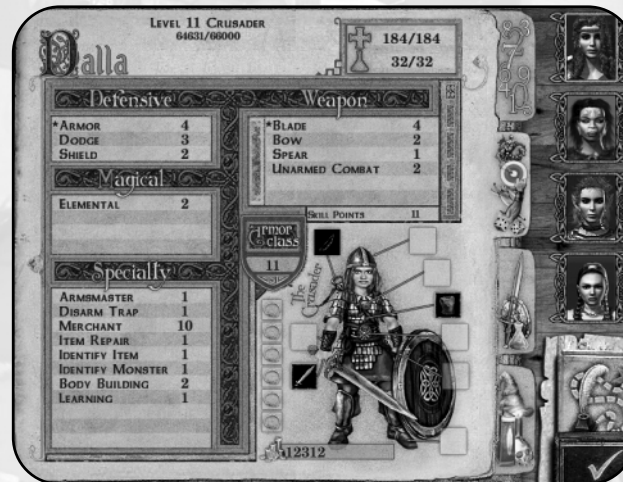 Dalla
LEVEL 11 CRUSADER
64631/66000
184/184
32/32
Defensive
*ARMOR 4
DODGE 3
SHIELD 2
Magical
ELEMENTAL 2
Specialty
ARMSMASTER 1
DISARM TRAP 1
MERCHANT 10
ITEM REPAIR 1
IDENTIFY ITEM 1
IDENTIFY MONSTER 1
BODY BUILDING 2
LEARNING 1
Weapon
*BLADE 4
BOW 2
SPEAR 1
UNARMED COMBAT 2
SKILL POINTS 11
Armor
Class
11
The Crusader
12312